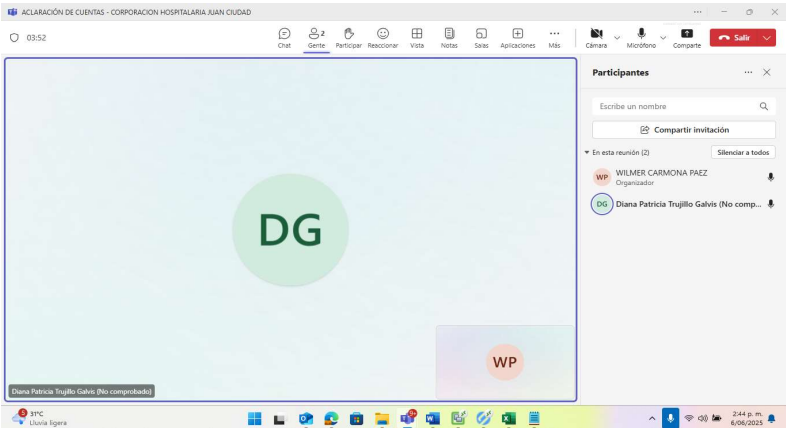 ACLARACIÓN DE CUENTAS - CORPORACION HOSPITALARIA JUAN CIUDAD
03:52
Chat
2
Gente
Participar
Reaccionar
Vista
Notas
Salas
Aplicaciones
Más
Cámara
Micrófono
Comparte
Salir
DG
WP
Diana Patricia Trujillo Galvis (No comprobado)
Participantes
Escribe un nombre
Compartir invitación
En esta reunión (2)
Silenciar a todos
WP
WILMER CARMONA PAEZ
Organizador
DG
Diana Patricia Trujillo Galvis (No comp...
5
31°C
Lluvia ligera
9+
2:44 p. m.
6/06/2025